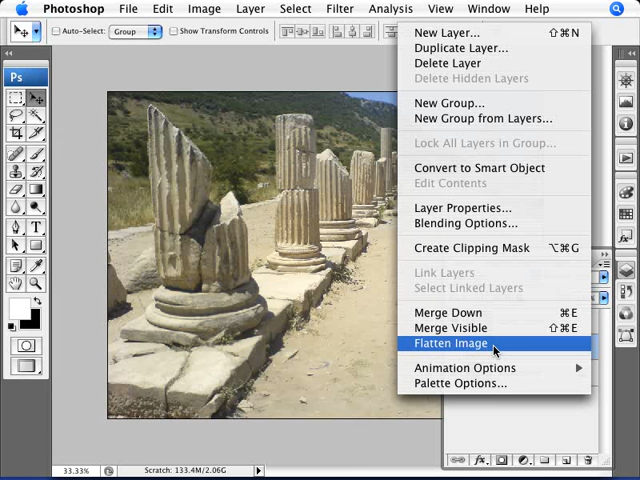 Photoshop File Edit Image Layer Select Filter Analysis View Window Help
Auto-Select: Group Show Transform Controls
Ps
New Layer... ⇧⌘N
Duplicate Layer...
Delete Layer
Delete Hidden Layers
New Group...
New Group from Layers...
Lock All Layers in Group...
Convert to Smart Object
Edit Contents
Layer Properties...
Blending Options...
Create Clipping Mask ⌥⌘G
Link Layers
Select Linked Layers
Merge Down ⌘E
Merge Visible ⇧⌘E
Flatten Image
Animation Options
Palette Options...
33.33% Scratch: 133.4M/2.06G